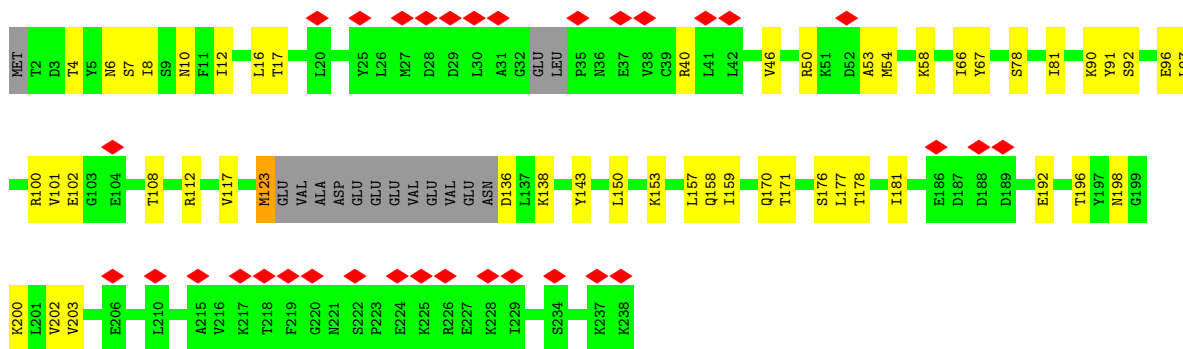 MET T2 D3 T4 Y5 N6 S7 I8 S9 N10 F11 I12 L16 T17 L20 Y25 L26 M27 D28 D29 L30 A31 G32 GLU LEU P35 N36 E37 V38 C39 R40 L41 L42 V46 R50 K51 D52 A53 M54 K58 I66 Y67 S78 I81 K90 Y91 S92 E96
R100 V101 E102 G103 E104 T108 R112 V117 M123 GLU VAL ALA ASP GLU GLU GLU VAL GLU VAL GLU ASN D136 L137 K138 Y143 L150 K153 L157 Q158 I159 Q170 T171 S176 L177 T178 I181 E186 D187 D188 D189 E192 T196 Y197 N198 G199
K200 L201 V202 V203 E206 L210 A215 V216 K217 T218 F219 G220 N221 S222 P223 E224 K225 R226 E227 K228 I229 S234 K237 K238